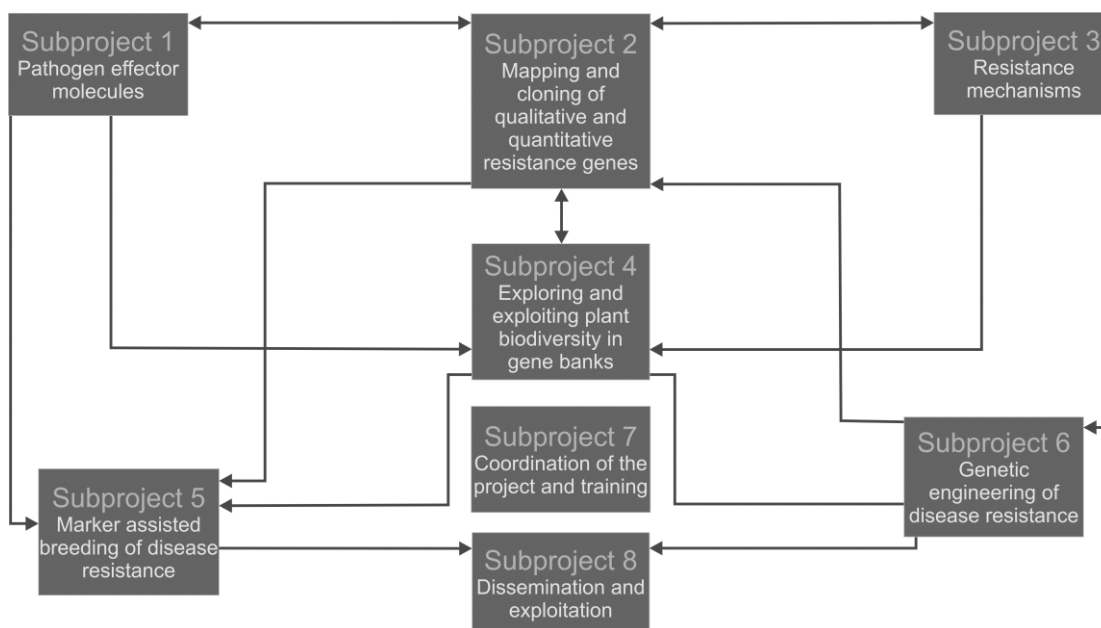 Subproject 1
Pathogen effector
molecules
Subproject 2
Mapping and
cloning of
qualitative and
quantitative
resistance genes
Subproject 3
Resistance
mechanisms
Subproject 4
Exploring and
exploiting plant
biodiversity in
gene banks
Subproject 7
Coordination of the
project and training
Subproject 6
Genetic
engineering of
disease resistance
Subproject 5
Marker assisted
breeding of disease
resistance
Subproject 8
Dissemination and
exploitation